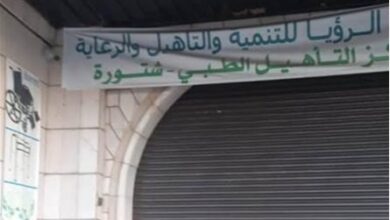 الرؤيا للتنمية والتأهيل والرعاية
ز التأهيل الطبي - شتورة